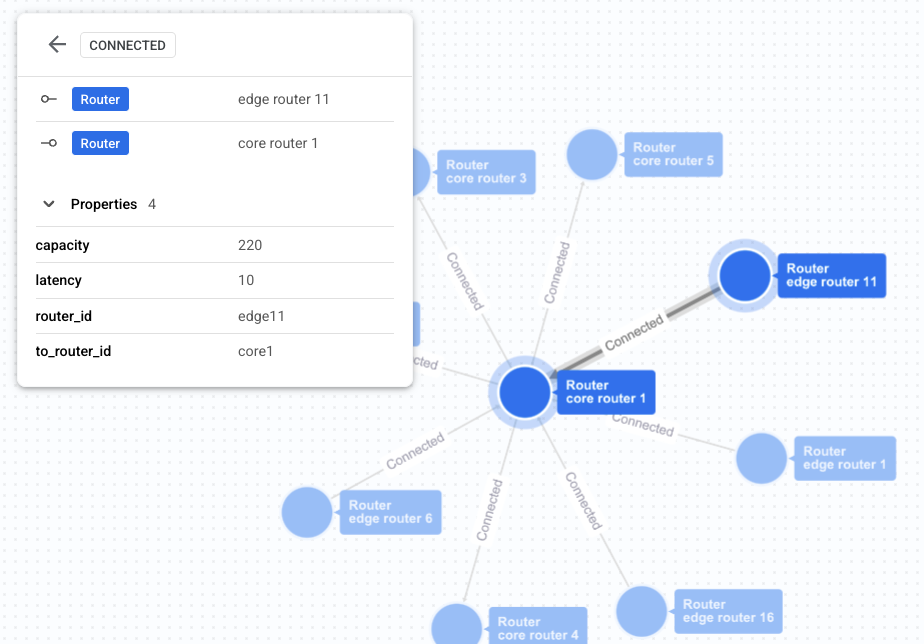 CONNECTED
Router edge router 11
Router core router 1
Properties 4
capacity 220
latency 10
router_id edge11
to_router_id core1
Router
core router 3
Router
core router 5
Connected
Connected
Router
edge router 11
Connected
cted
Router
core router 1
Connected
Connected
Router
edge router 1
Router
edge router 6
Connected
Connected
Router
edge router 16
Router
core router 4